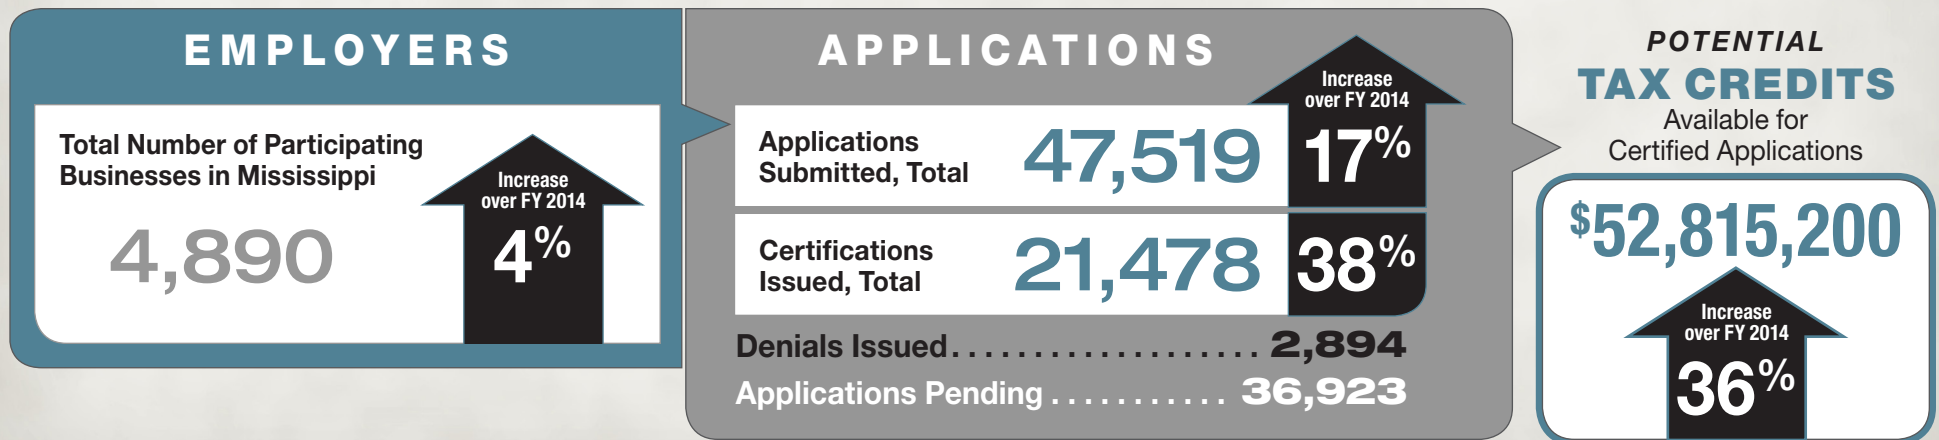 EMPLOYERS
Total Number of Participating
Businesses in Mississippi
4,890
Increase
over FY 2014
4%
APPLICATIONS
Increase
over FY 2014
Applications
Submitted, Total
47,519
17%
Certifications
Issued, Total
21,478
38%
Denials Issued................... 2,894
Applications Pending........... 36,923
POTENTIAL
TAX CREDITS
Available for
Certified Applications
$52,815,200
Increase
over FY 2014
36%